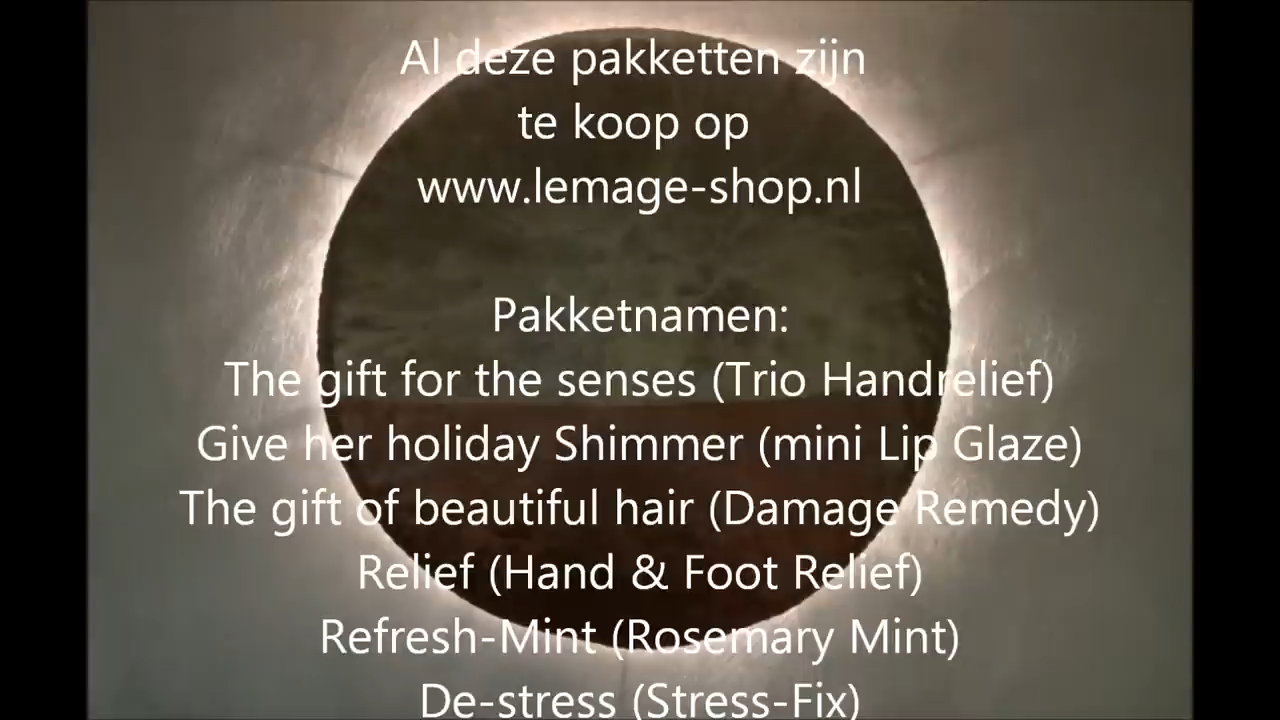 Al deze pakketten zijn
te koop op
www.lemage-shop.nl
Pakketnamen:
The gift for the senses (Trio Handrelief)
Give her holiday Shimmer (mini Lip Glaze)
The gift of beautiful hair (Damage Remedy)
Relief (Hand & Foot Relief)
Refresh-Mint (Rosemary Mint)
De-stress (Stress-Fix)